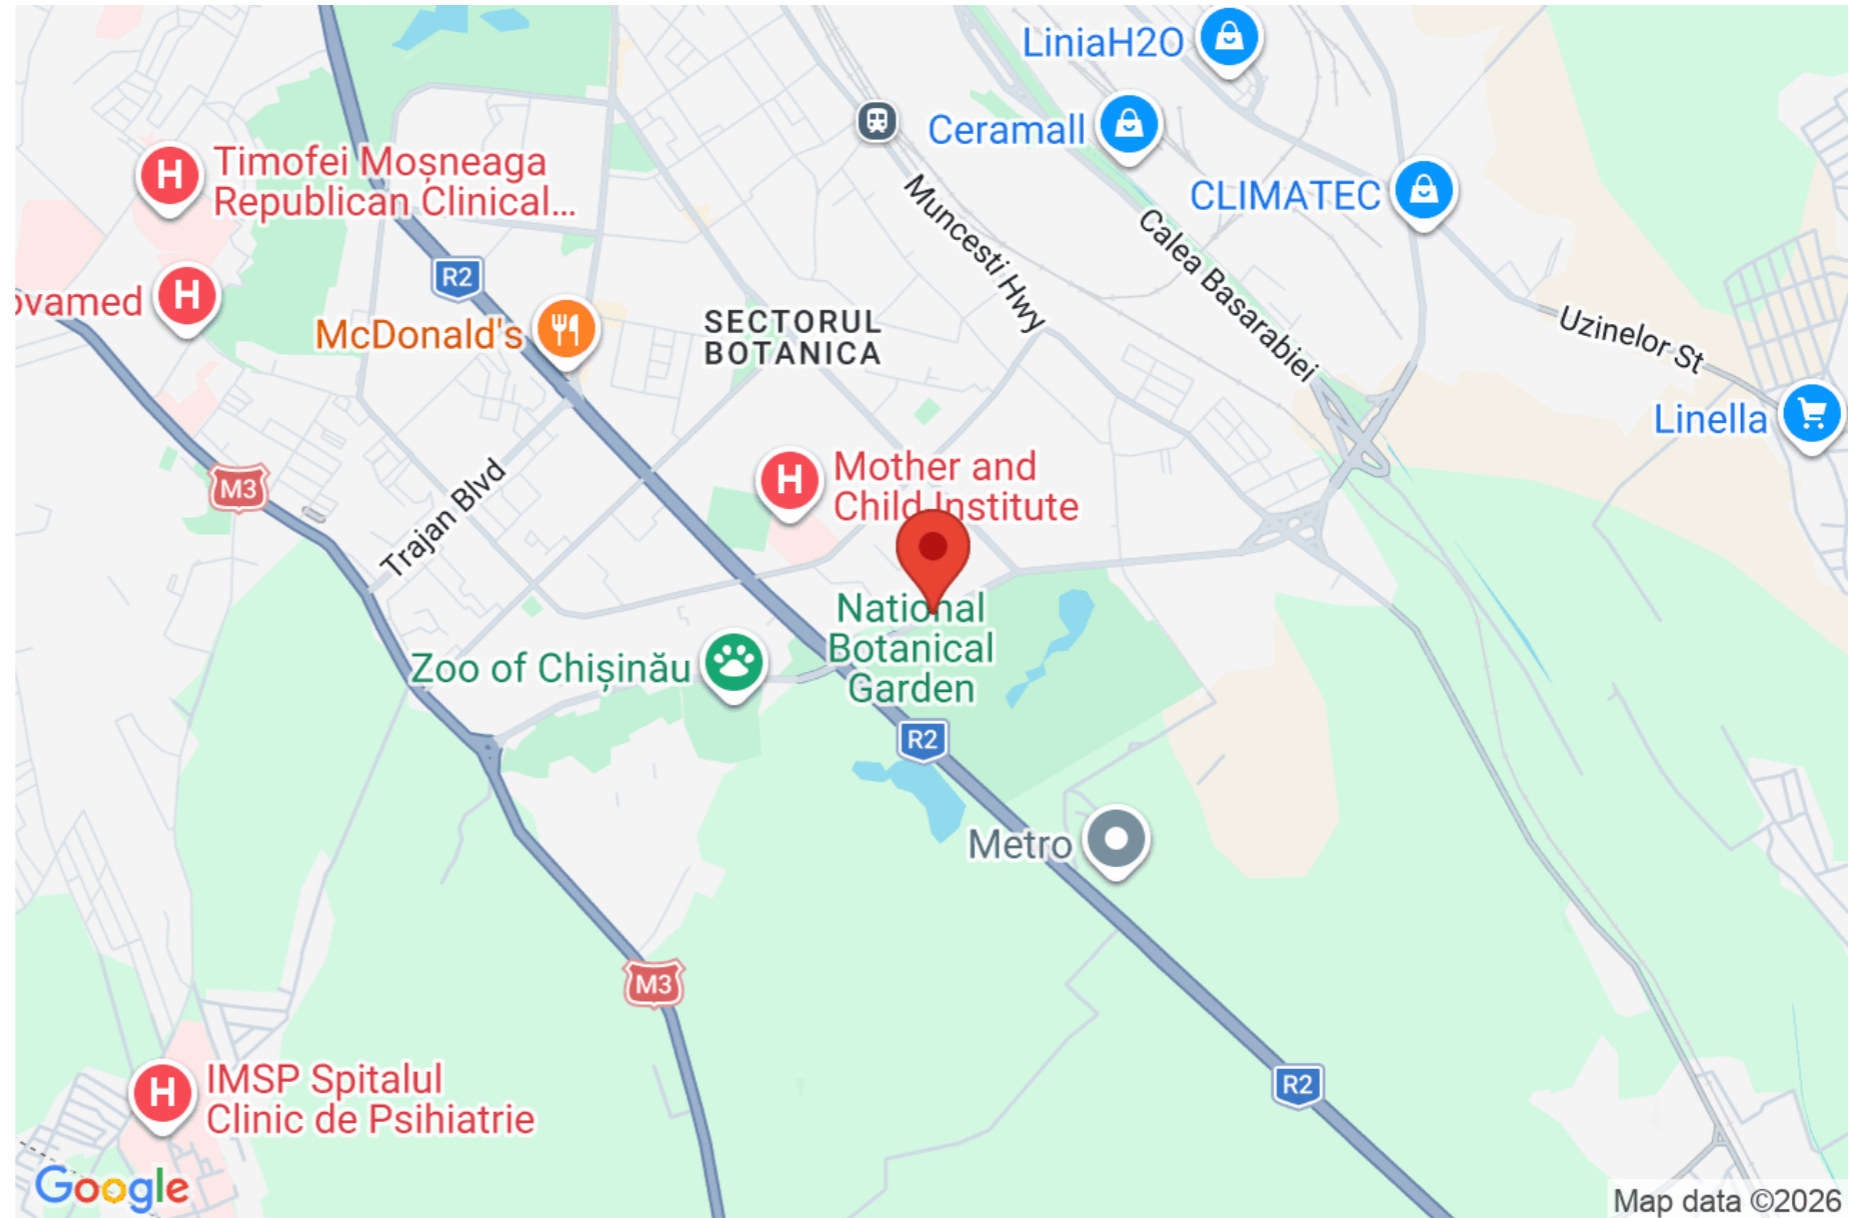 LiniaH2O
Ceramall
Timofei Moșneaga
Republican Clinical...
CLIMATEC
Muncesti Hwy
Calea Basarabiei
R2
ovamed
McDonald's
SECTORUL
BOTANICA
Uzinelor St
Linella
Mother and
Child Institute
M3
Trajan Blvd
National
Botanical
Garden
Zoo of Chișinău
R2
Metro
M3
R2
IMSP Spitalul
Clinic de Psihiatrie
Google
Map data ©2026